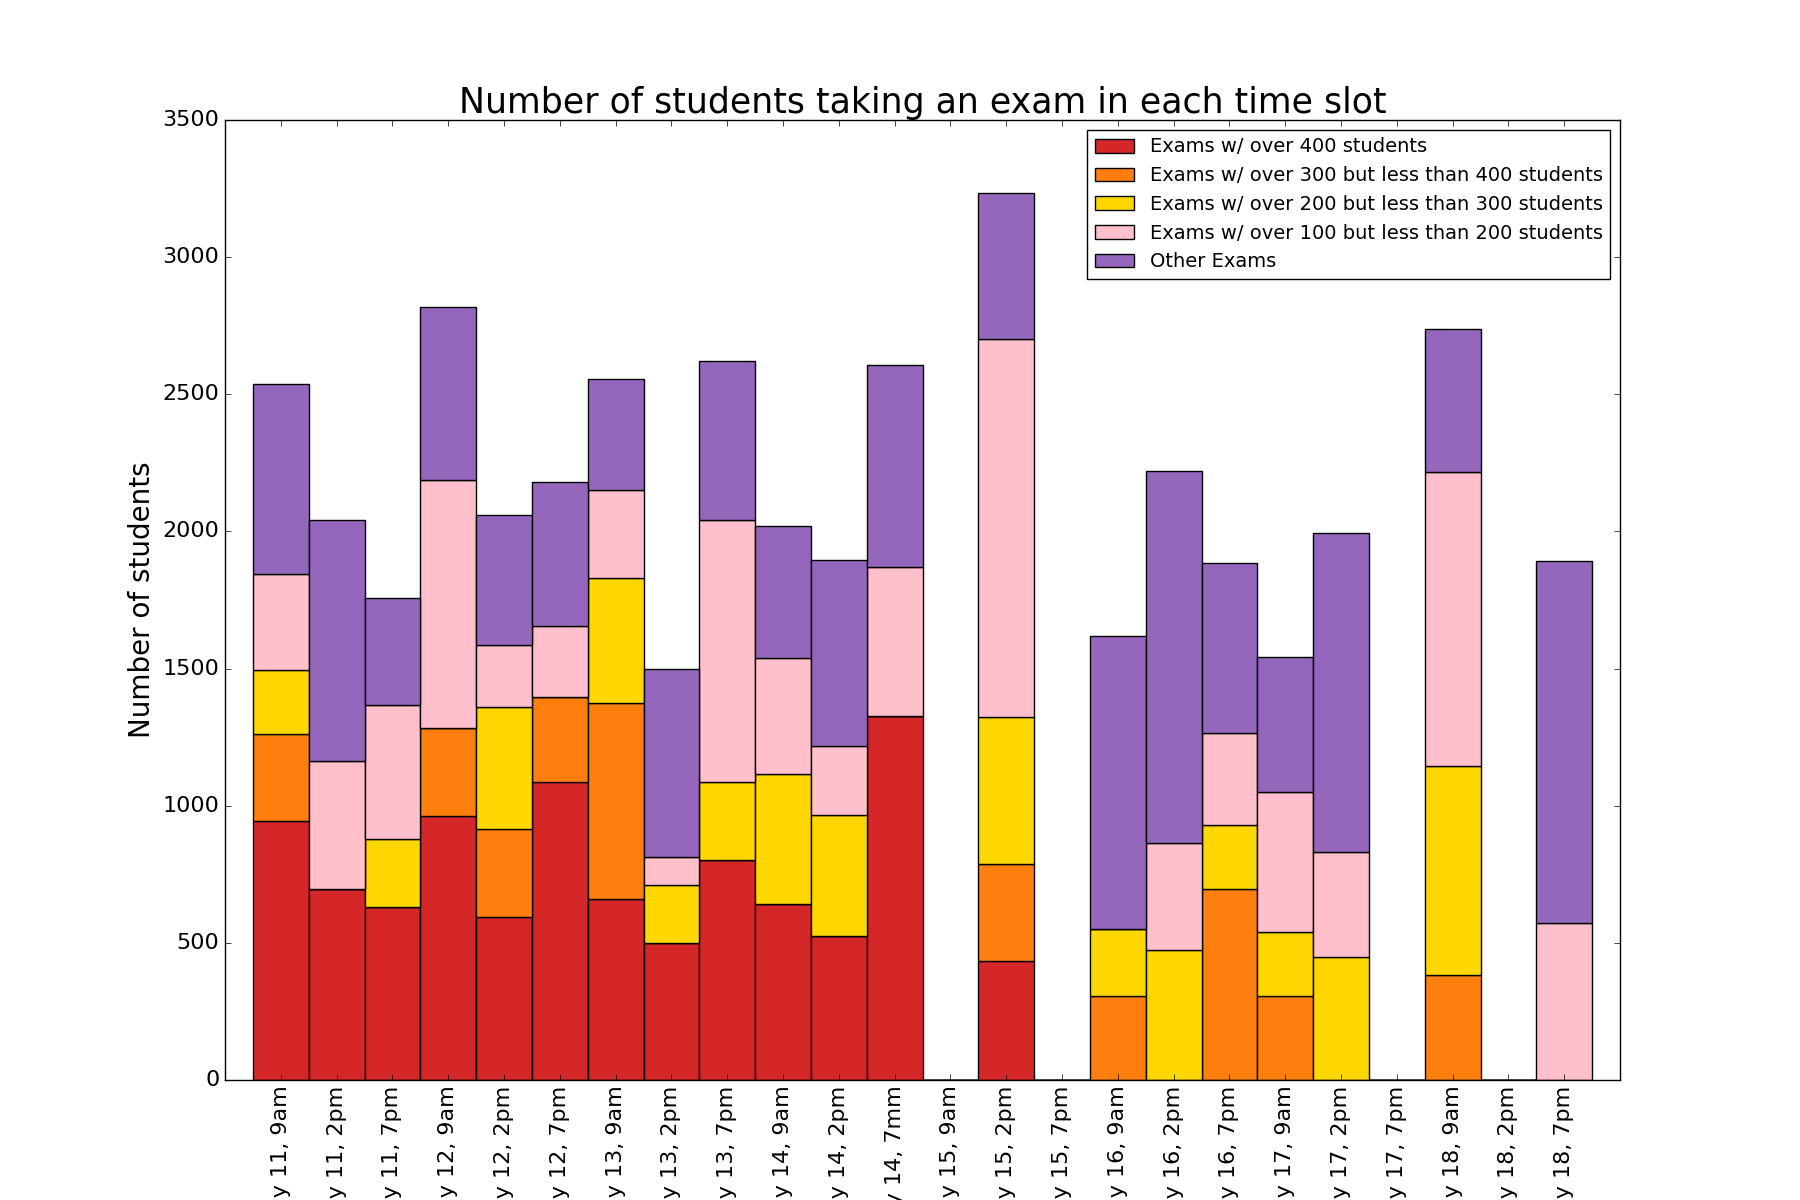 Number of students taking an exam in each time slot
Exams w/ over 400 students
Exams w/ over 300 but less than 400 students
Exams w/ over 200 but less than 300 students
Exams w/ over 100 but less than 200 students
Other Exams
Number of students
3500
3000
2500
2000
1500
1000
500
0
y 11, 9am
y 11, 2pm
y 11, 7pm
y 12, 9am
y 12, 2pm
y 12, 7pm
y 13, 9am
y 13, 2pm
y 13, 7pm
y 14, 9am
y 14, 2pm
y 14, 7mm
y 15, 9am
y 15, 2pm
y 15, 7pm
y 16, 9am
y 16, 2pm
y 16, 7pm
y 17, 9am
y 17, 2pm
y 17, 7pm
y 18, 9am
y 18, 2pm
y 18, 7pm